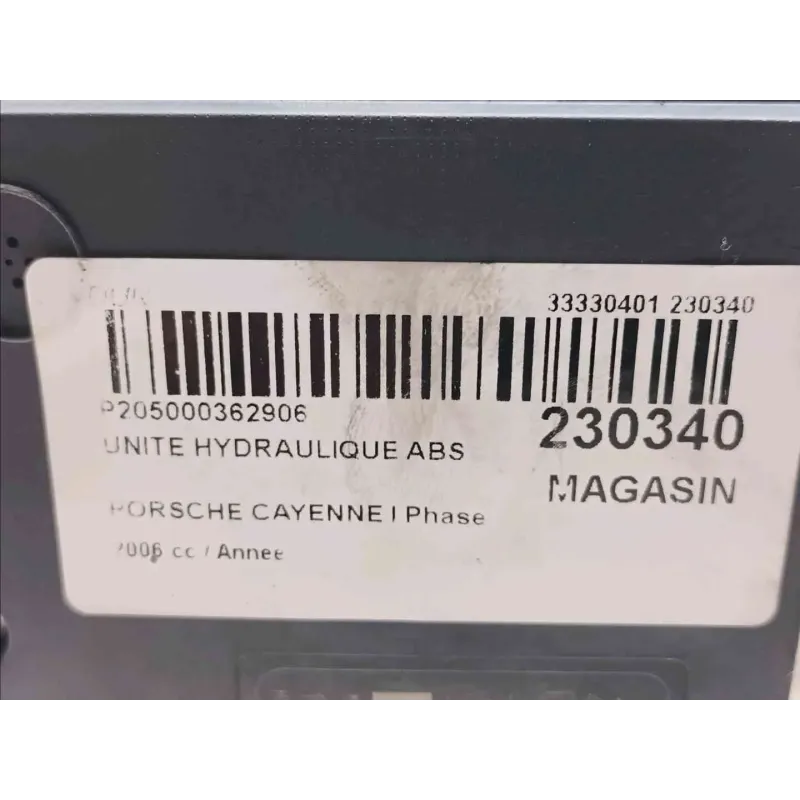 33330401 230340
P205000362906
230340
UNITE HYDRAULIQUE ABS
MAGASIN
PORSCHE CAYENNE I Phase
2006 cc / Annee